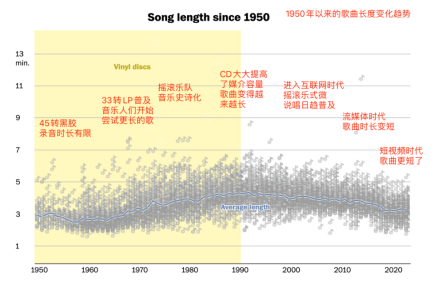 Song length since 1950
1950年以来的歌曲长度变化趋势
13
min.
Vinyl discs
11
9
7
5
3
1
45转黑胶
录音时长有限
33转LP普及
音乐人们开始
尝试更长的歌
摇滚乐队
音乐史诗化
CD大大提高
了媒介容量
歌曲变得越
来越长
进入互联网时代
摇滚乐式微
说唱日趋普及
流媒体时代
歌曲时长变短
短视频时代
歌曲更短了
Average length
1950
1960
1970
1980
1990
2000
2010
2020